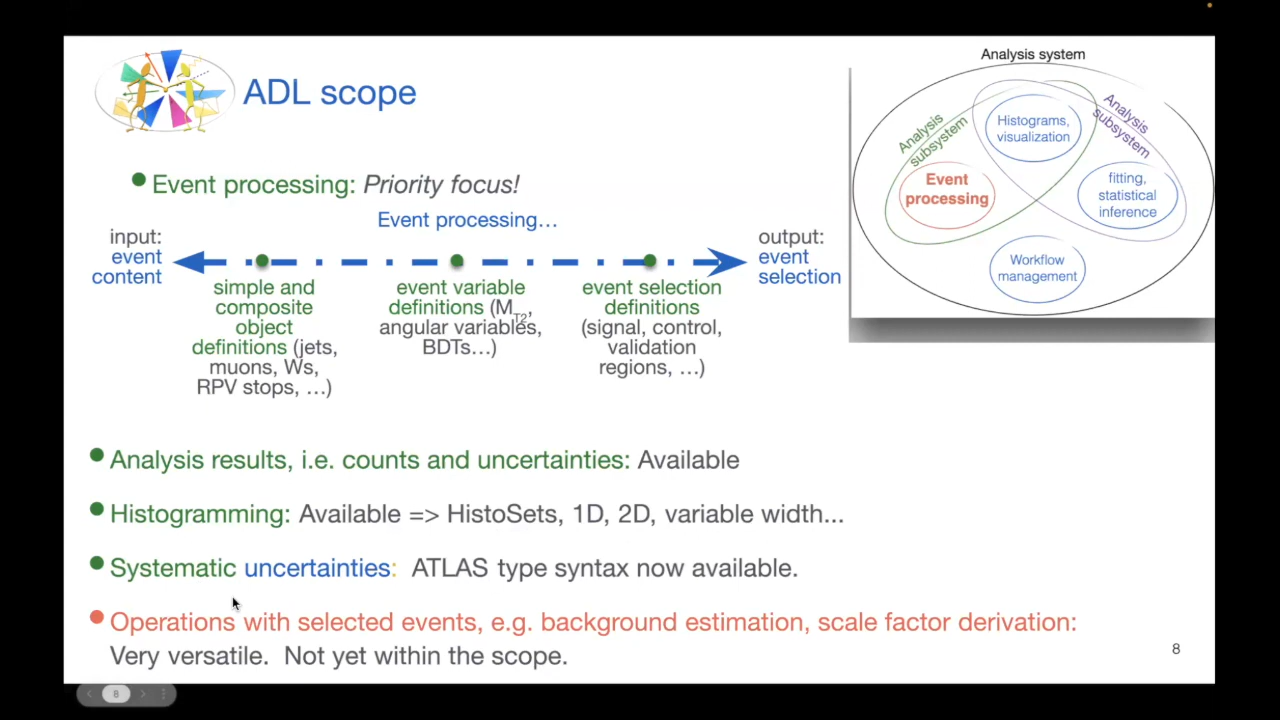 ADL scope
Analysis system
Histograms,
visualization
Analysis
subsystem
Analysis
subsystem
Event
processing
fitting,
statistical
inference
Workflow
management
Event processing: Priority focus!
Event processing…
input:
event
content
output:
event
selection
simple and
composite
object
definitions (jets,
muons, Ws,
RPV stops, …)
event variable
definitions (MT2,
angular variables,
BDTs…)
event selection
definitions
(signal, control,
validation
regions, …)
Analysis results, i.e. counts and uncertainties: Available
Histogramming: Available => HistoSets, 1D, 2D, variable width...
Systematic uncertainties: ATLAS type syntax now available.
Operations with selected events, e.g. background estimation, scale factor derivation:
Very versatile. Not yet within the scope.
8
8